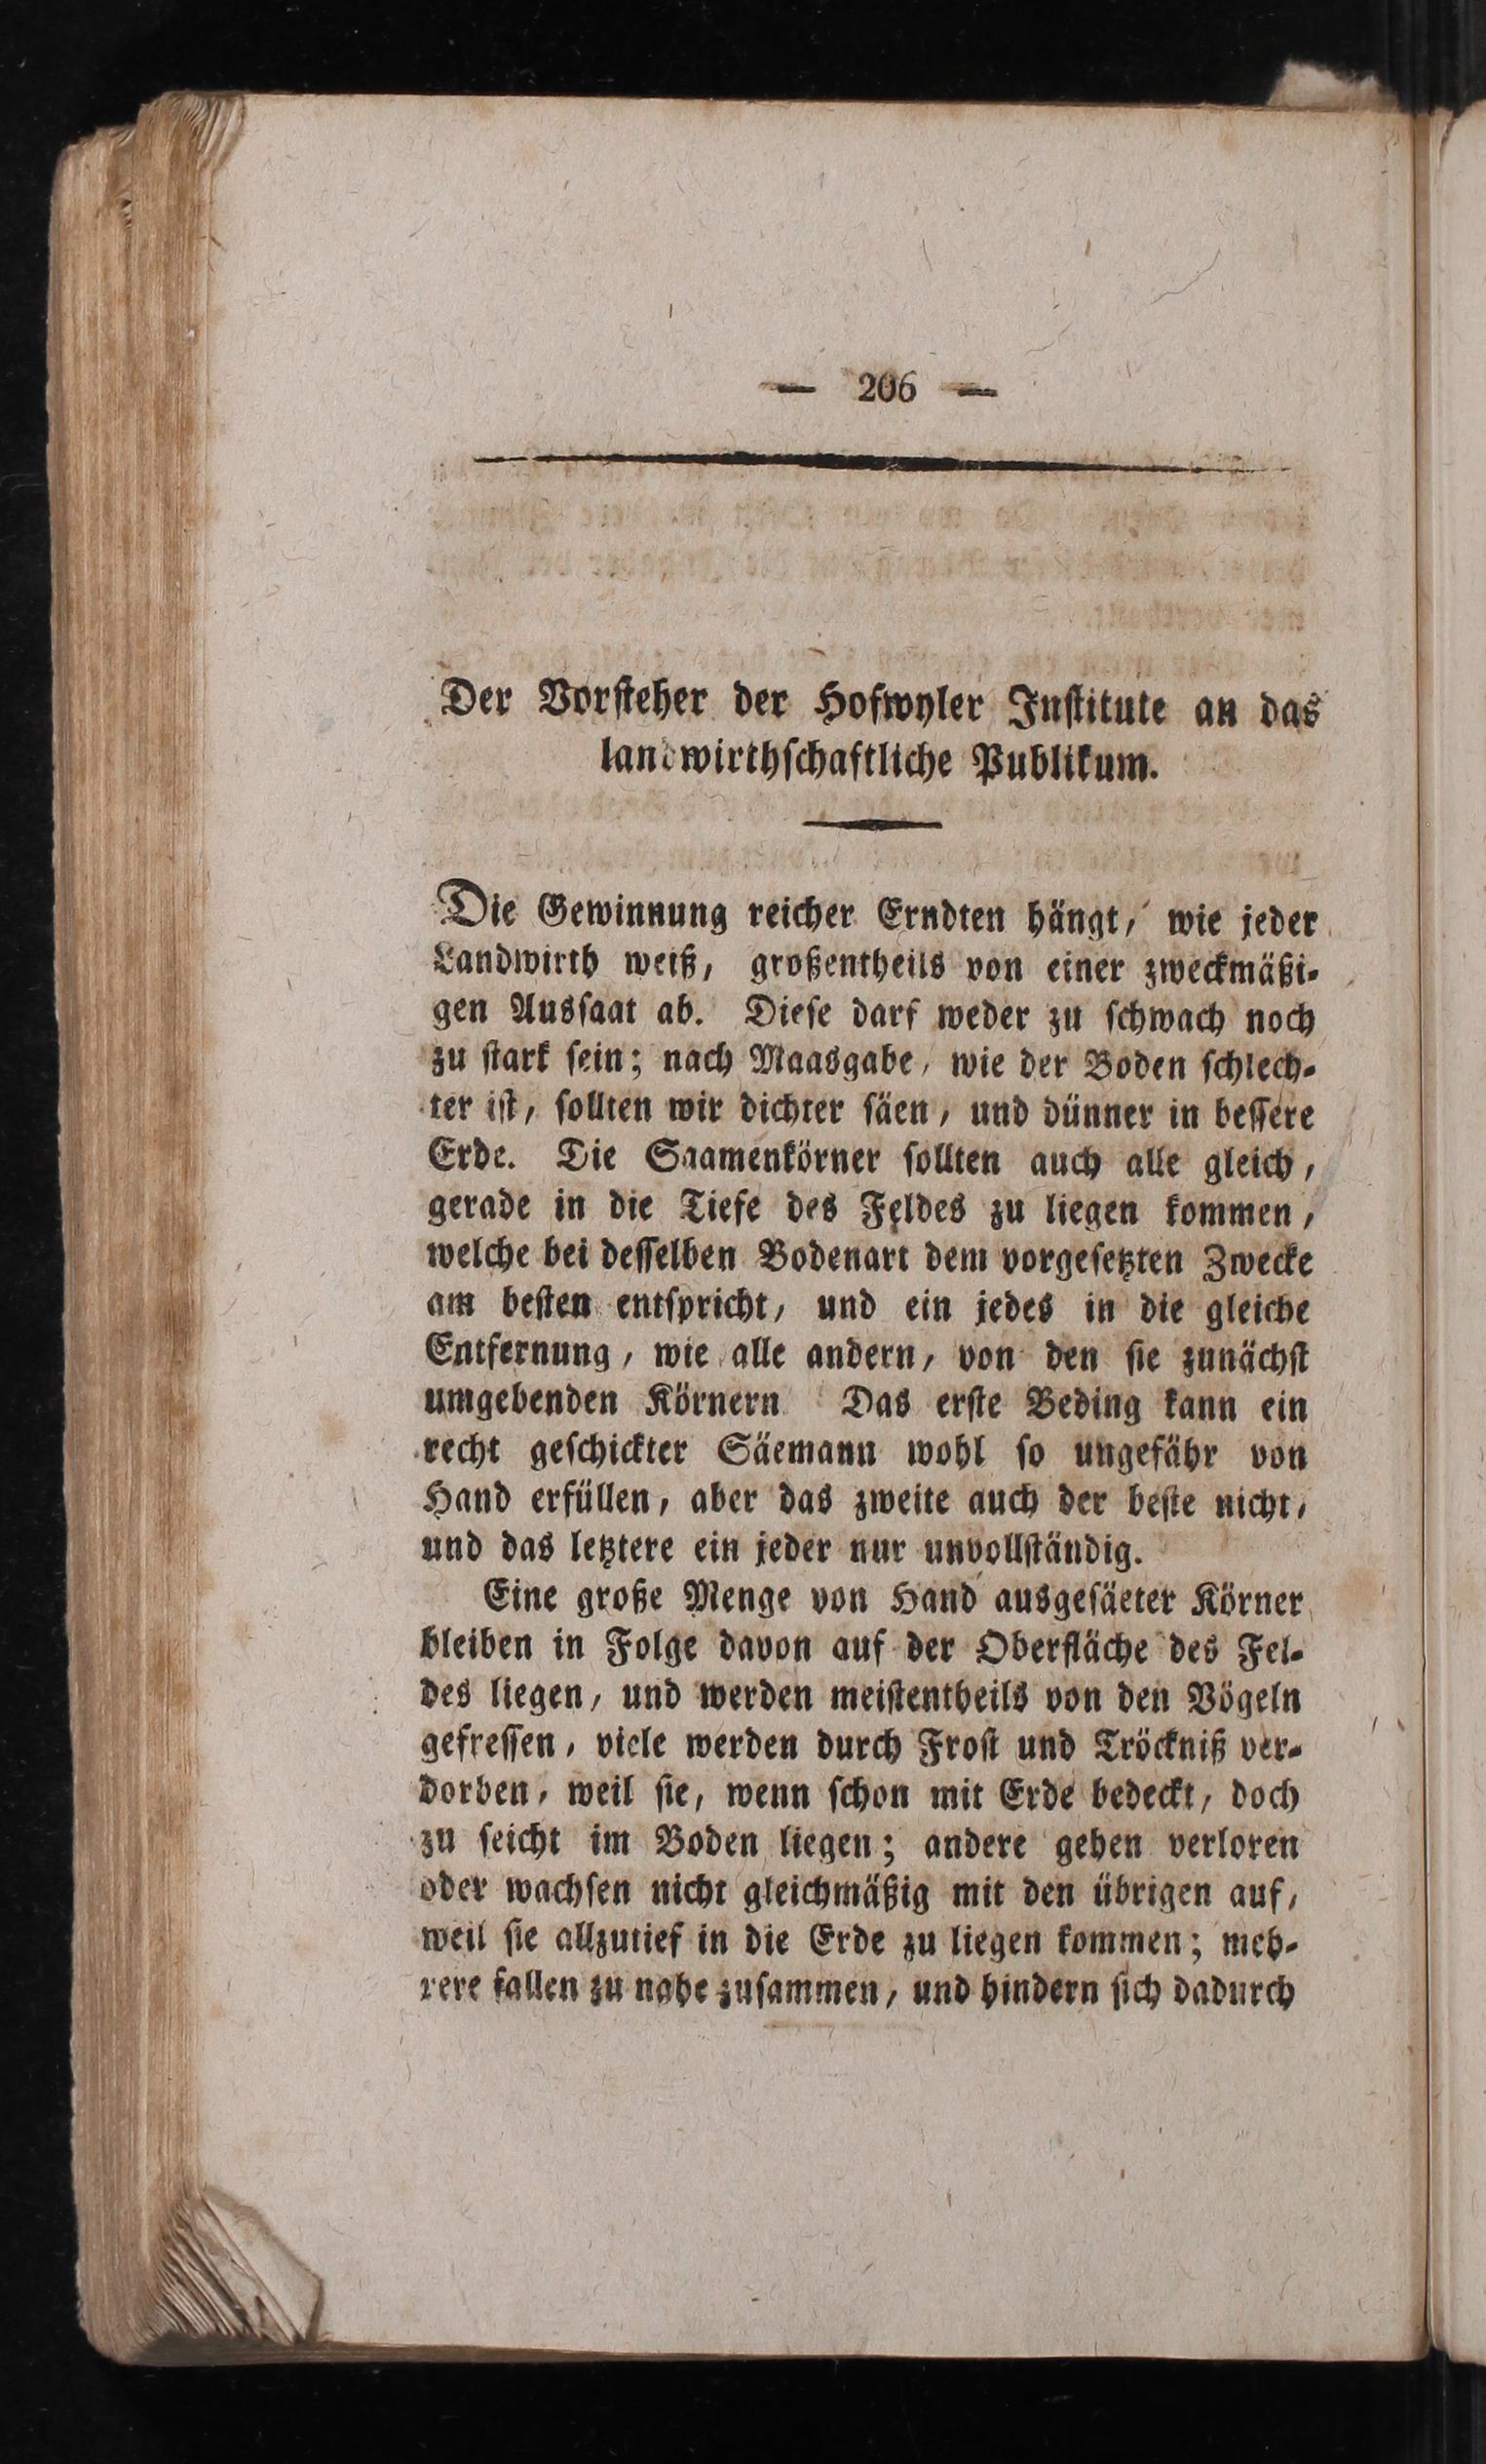 — 206 —
Der Vorsteher der Hofwyler Institute an das
landwirthschaftliche Publikum.
Die Gewinnung reicher Erndten hängt, wie jeder
Landwirth weiß, großentheils von einer zweckmäßi-
gen Aussaat ab. Diese darf weder zu schwach noch
zu stark sein; nach Maasgabe, wie der Boden schlech-
ter ist, sollten wir dichter säen, und dünner in bessere
Erde. Die Saamenkörner sollten auch alle gleich,
gerade in die Tiefe des Feldes zu liegen kommen,
welche bei desselben Bodenart dem vorgesetzten Zwecke
am besten entspricht, und ein jedes in die gleiche
Entfernung, wie alle andern, von den sie zunächst
umgebenden Körnern Das erste Beding kann ein
recht geschickter Säemann wohl so ungefähr von
Hand erfüllen, aber das zweite auch der beste nicht,
und das letztere ein jeder nur unvollständig.
Eine große Menge von Hand ausgesäeter Körner
bleiben in Folge davon auf der Oberfläche des Fel-
des liegen, und werden meistentheils von den Vögeln
gefressen, viele werden durch Frost und Tröckniß ver-
dorben, weil sie, wenn schon mit Erde bedeckt, doch
zu seicht im Boden liegen; andere gehen verloren
oder wachsen nicht gleichmäßig mit den übrigen auf,
weil sie allzutief in die Erde zu liegen kommen; meh-
rere fallen zu nahe zusammen, und hindern sich dadurch